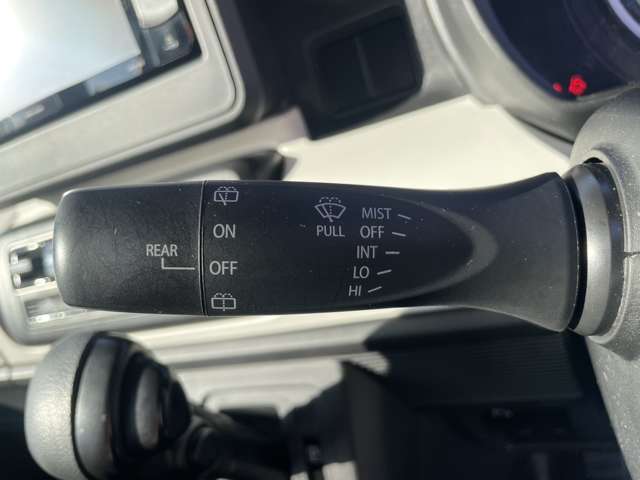 REAR
ON
OFF
PULL
MIST
OFF
INT
LO
HI